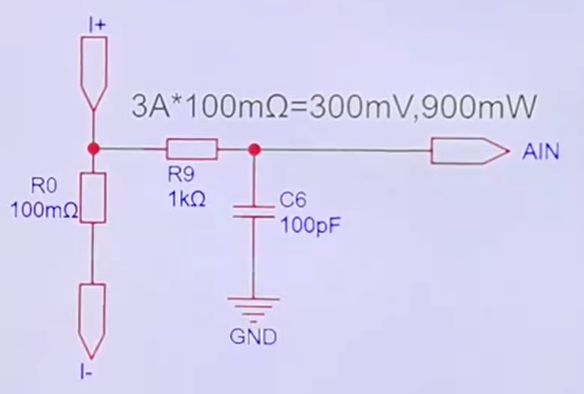 I+
3A*100mΩ=300mV,900mW
R9
1kΩ
AIN
R0
100mΩ
C6
100pF
GND
I-